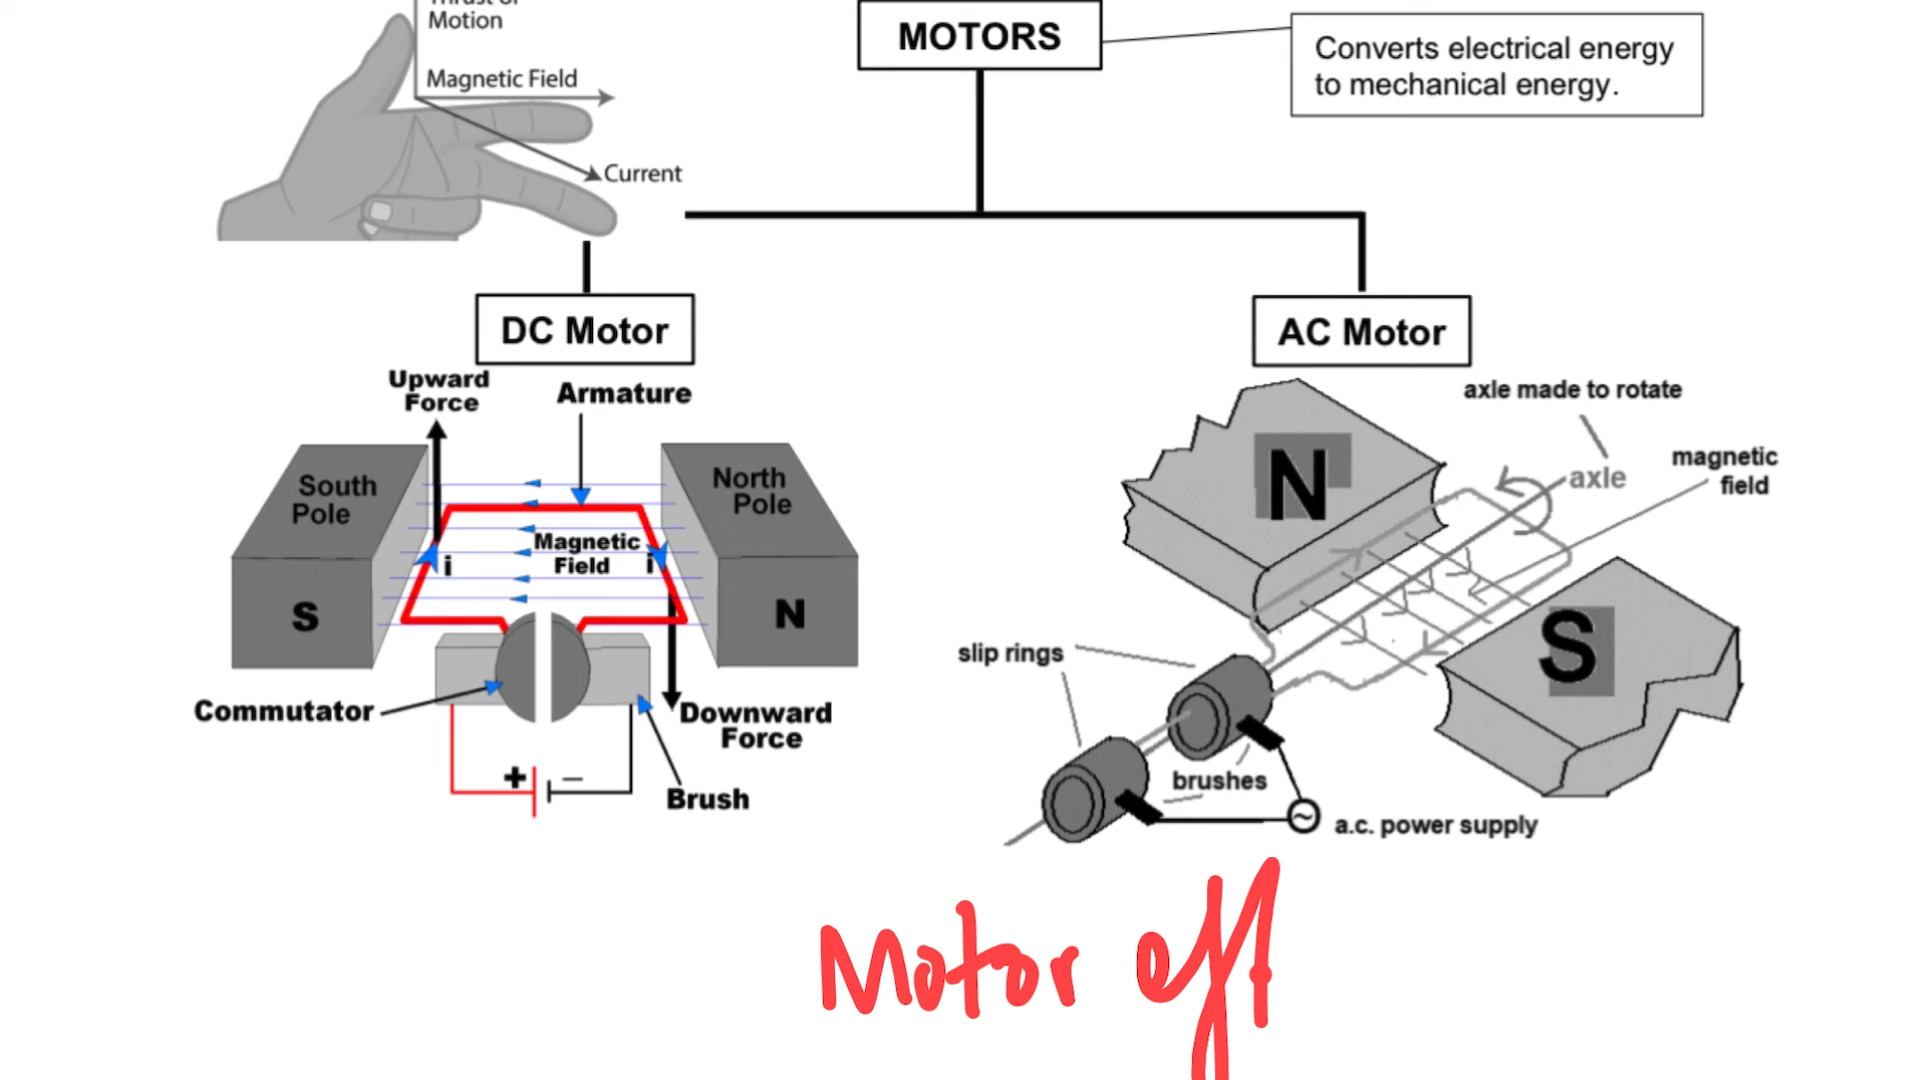 Thrust or
Motion
Magnetic Field
Current
MOTORS
Converts electrical energy
to mechanical energy.
DC Motor
AC Motor
Upward
Force
Armature
South
Pole
North
Pole
Magnetic
Field
i
i
S
N
Commutator
Downward
Force
+
−
Brush
axle made to rotate
N
axle
magnetic
field
S
slip rings
brushes
~
a.c. power supply
Motor eff